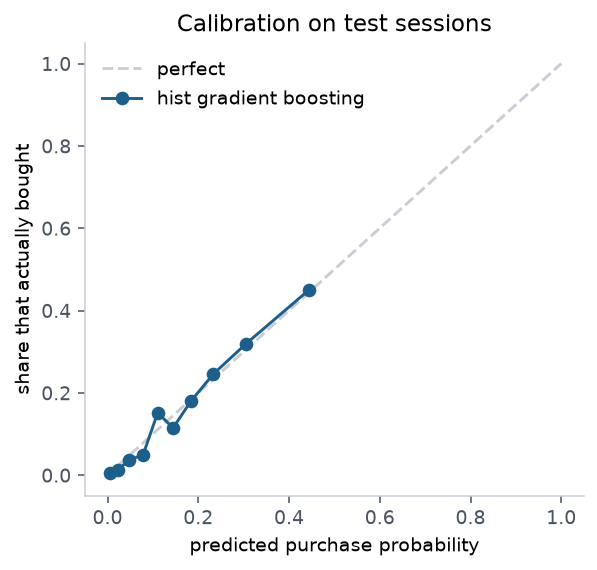 Calibration on test sessions
perfect
hist gradient boosting
share that actually bought
1.0
0.8
0.6
0.4
0.2
0.0
0.0 0.2 0.4 0.6 0.8 1.0
predicted purchase probability